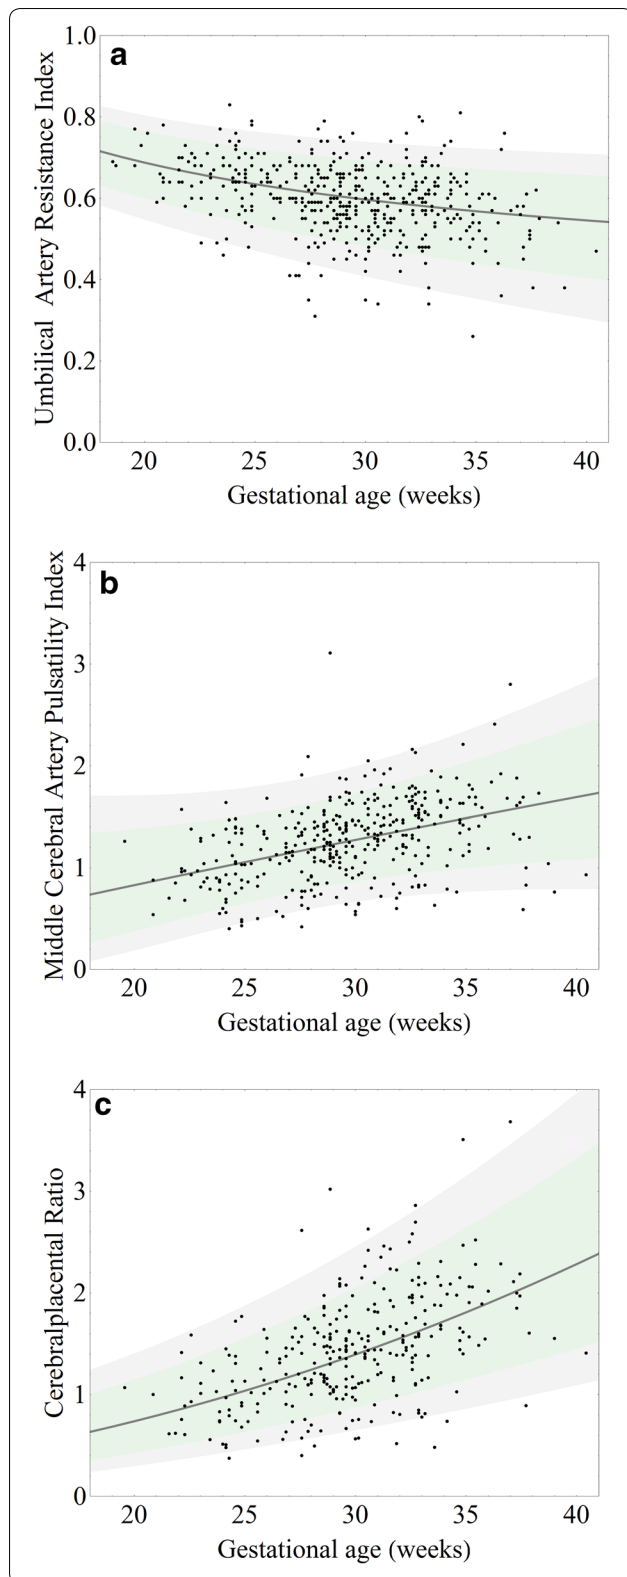 a
Umbilical Artery Resistance Index
1.0
0.8
0.6
0.4
0.2
0.0
20 25 30 35 40
Gestational age (weeks)
b
Middle Cerebral Artery Pulsatility Index
4
3
2
1
0
20 25 30 35 40
Gestational age (weeks)
c
Cerebralplacental Ratio
4
3
2
1
0
20 25 30 35 40
Gestational age (weeks)